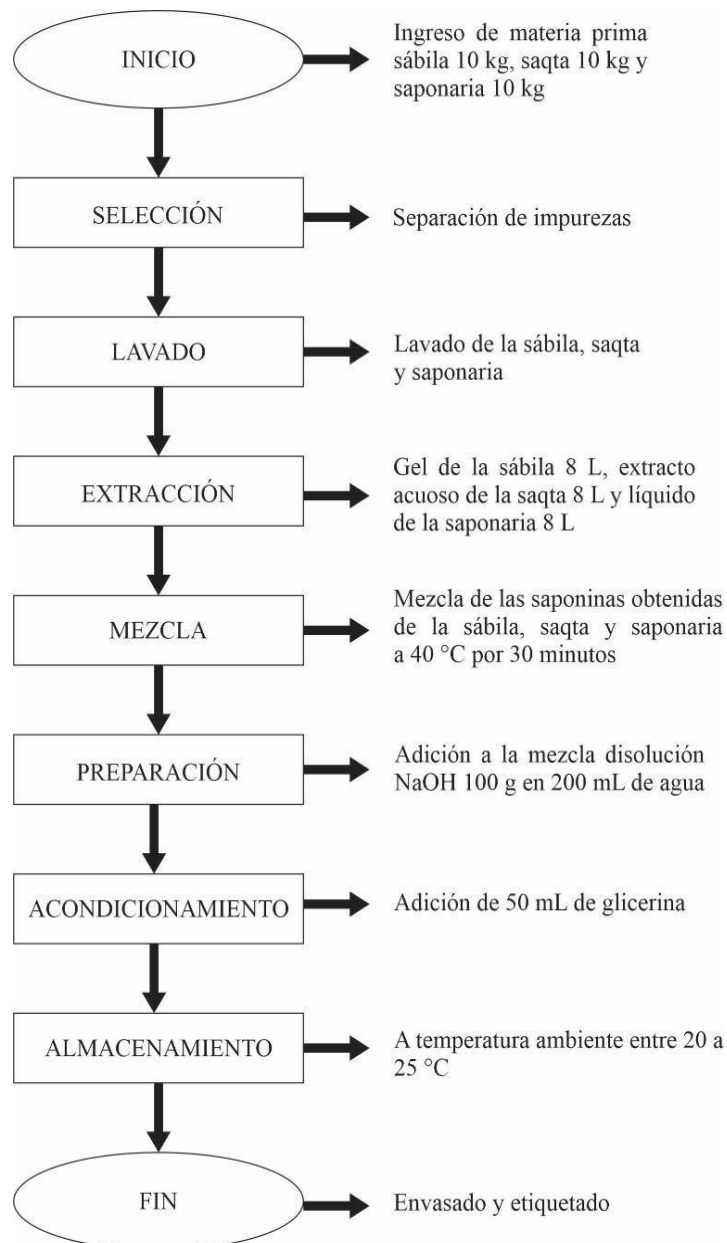 INICIO
Ingreso de materia prima
sábila 10 kg, saqta 10 kg y
saponaria 10 kg
SELECCIÓN
Separación de impurezas
LAVADO
Lavado de la sábila, saqta
y saponaria
EXTRACCIÓN
Gel de la sábila 8 L, extracto
acuoso de la saqta 8 L y líquido
de la saponaria 8 L
MEZCLA
Mezcla de las saponinas obtenidas
de la sábila, saqta y saponaria
a 40 °C por 30 minutos
PREPARACIÓN
Adición a la mezcla disolución
NaOH 100 g en 200 mL de agua
ACONDICIONAMIENTO
Adición de 50 mL de glicerina
ALMACENAMIENTO
A temperatura ambiente entre 20 a
25 °C
FIN
Envasado y etiquetado